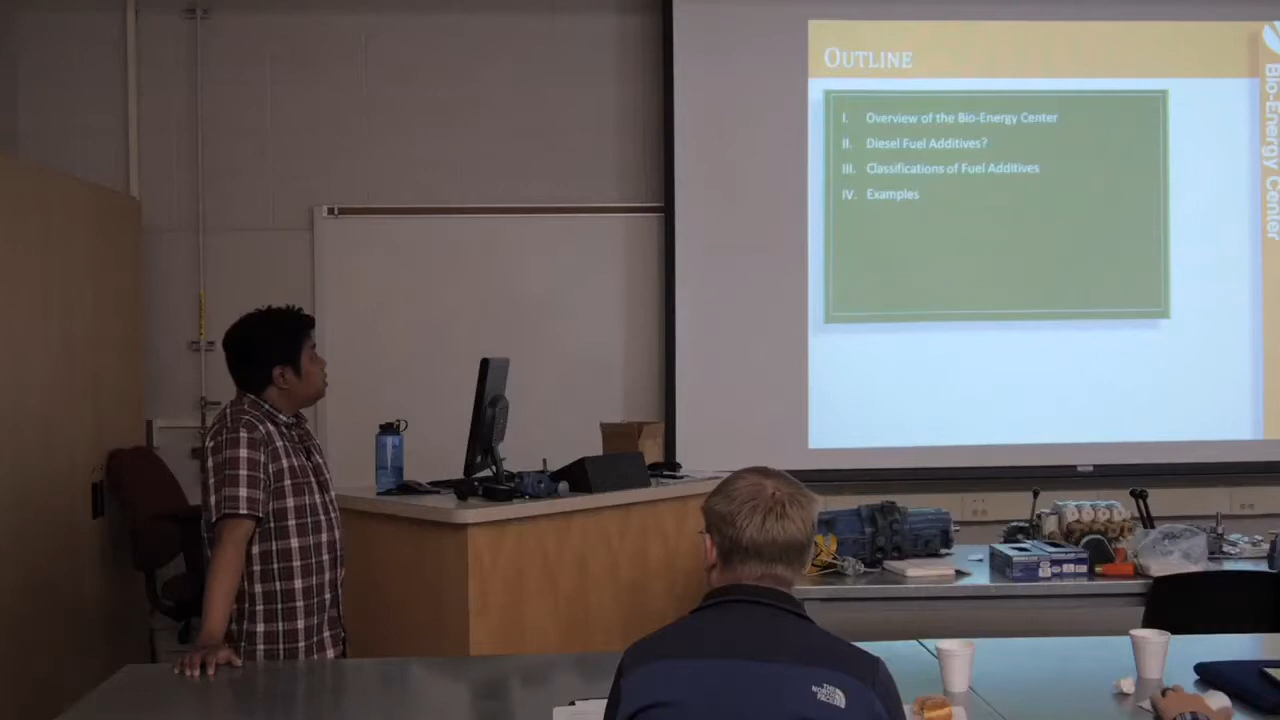 OUTLINE
I. Overview of the Bio-Energy Center
II. Diesel Fuel Additives?
III. Classifications of Fuel Additives
IV. Examples
Bio-Energy Center
THE
NORTH
FACE